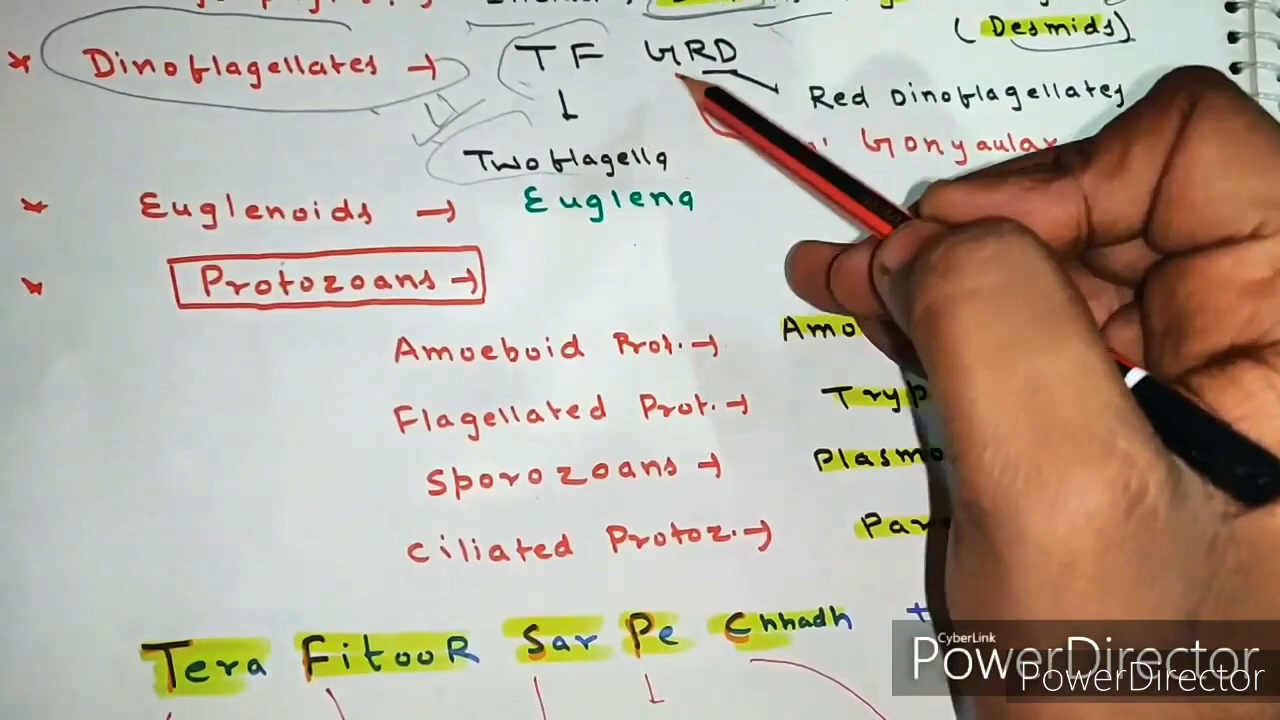 (Desmids)
* Dinoflagellates → TF GRD
Red Dinoflagellates
Gonyaulax
Two flagella
* Euglenoids → Euglena
* Protozoans →
Amoeboid Prot. → Amo
Flagellated Prot. → Tryp
Sporozoans → Plasmo
Ciliated Protoz. → Par
Tera Fitoor Sar Pe Chhadh +
CyberLink
PowerDirector
PowerDirector